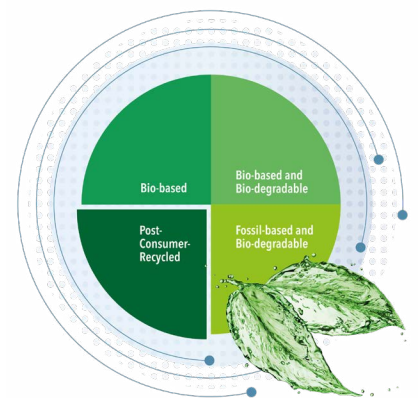 Bio-based
Bio-based and
Bio-degradable
Post-
Consumer-
Recycled
Fossil-based and
Bio-degradable